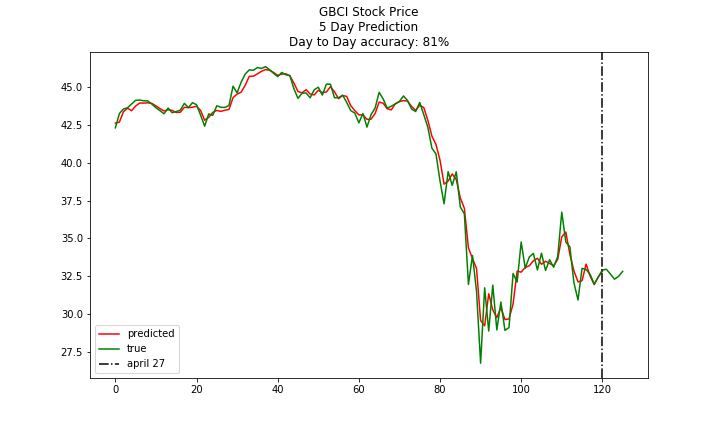 GBCI Stock Price
5 Day Prediction
Day to Day accuracy: 81%
45.0
42.5
40.0
37.5
35.0
32.5
30.0
27.5
predicted
true
april 27
0 20 40 60 80 100 120